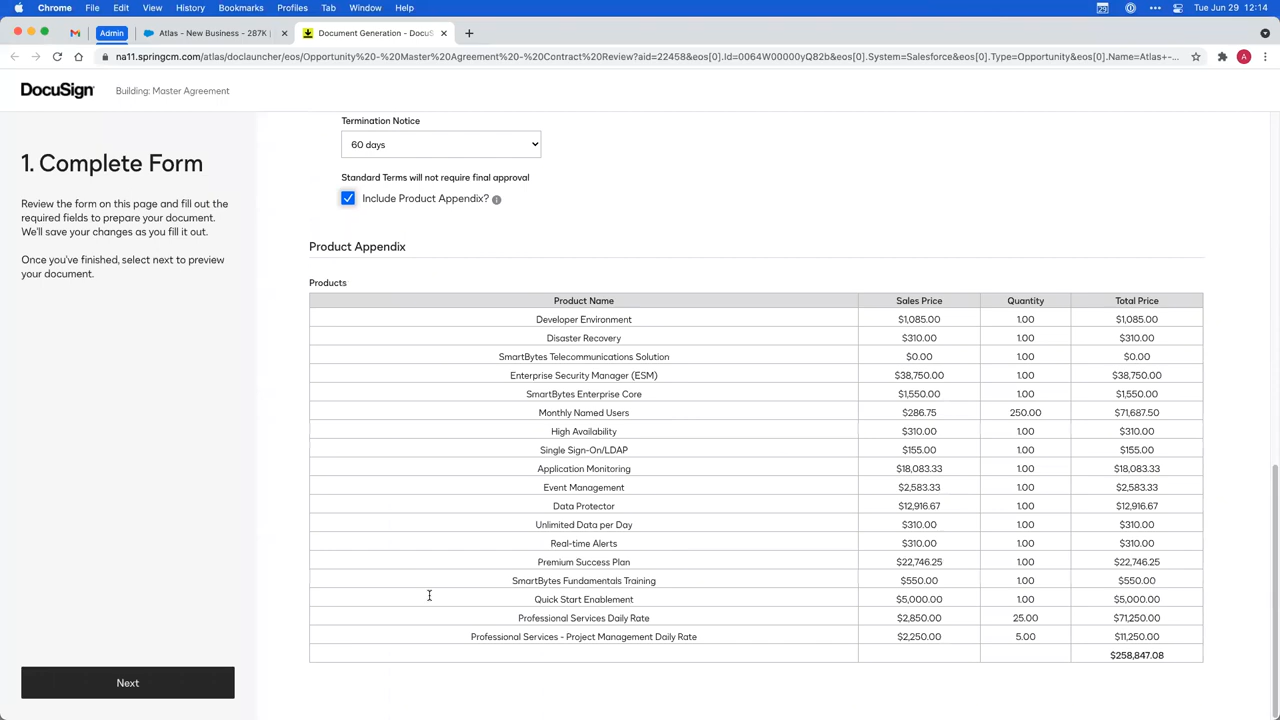 Chrome File Edit View History Bookmarks Profiles Tab Window Help Tue Jun 29 12:14
Admin Atlas - New Business - 287K | Document Generation - DocuS
na11.springcm.com/atlas/doclauncher/eos/Opportunity%20-%20Master%20Agreement%20-%20Contract%20Review?aid=22458&eos[0].Id=0064W00000yQ82b&eos[0].System=Salesforce&eos[0].Type=Opportunity&eos[0].Name=Atlas+-... A
DocuSign Building: Master Agreement
1. Complete Form
Review the form on this page and fill out the
required fields to prepare your document.
We'll save your changes as you fill it out.
Once you've finished, select next to preview
your document.
Next
Termination Notice
60 days
Standard Terms will not require final approval
Include Product Appendix?
Product Appendix
Products
Product Name Sales Price Quantity Total Price
Developer Environment $1,085.00 1.00 $1,085.00
Disaster Recovery $310.00 1.00 $310.00
SmartBytes Telecommunications Solution $0.00 1.00 $0.00
Enterprise Security Manager (ESM) $38,750.00 1.00 $38,750.00
SmartBytes Enterprise Core $1,550.00 1.00 $1,550.00
Monthly Named Users $286.75 250.00 $71,687.50
High Availability $310.00 1.00 $310.00
Single Sign-On/LDAP $155.00 1.00 $155.00
Application Monitoring $18,083.33 1.00 $18,083.33
Event Management $2,583.33 1.00 $2,583.33
Data Protector $12,916.67 1.00 $12,916.67
Unlimited Data per Day $310.00 1.00 $310.00
Real-time Alerts $310.00 1.00 $310.00
Premium Success Plan $22,746.25 1.00 $22,746.25
SmartBytes Fundamentals Training $550.00 1.00 $550.00
Quick Start Enablement $5,000.00 1.00 $5,000.00
Professional Services Daily Rate $2,850.00 25.00 $71,250.00
Professional Services - Project Management Daily Rate $2,250.00 5.00 $11,250.00
$258,847.08